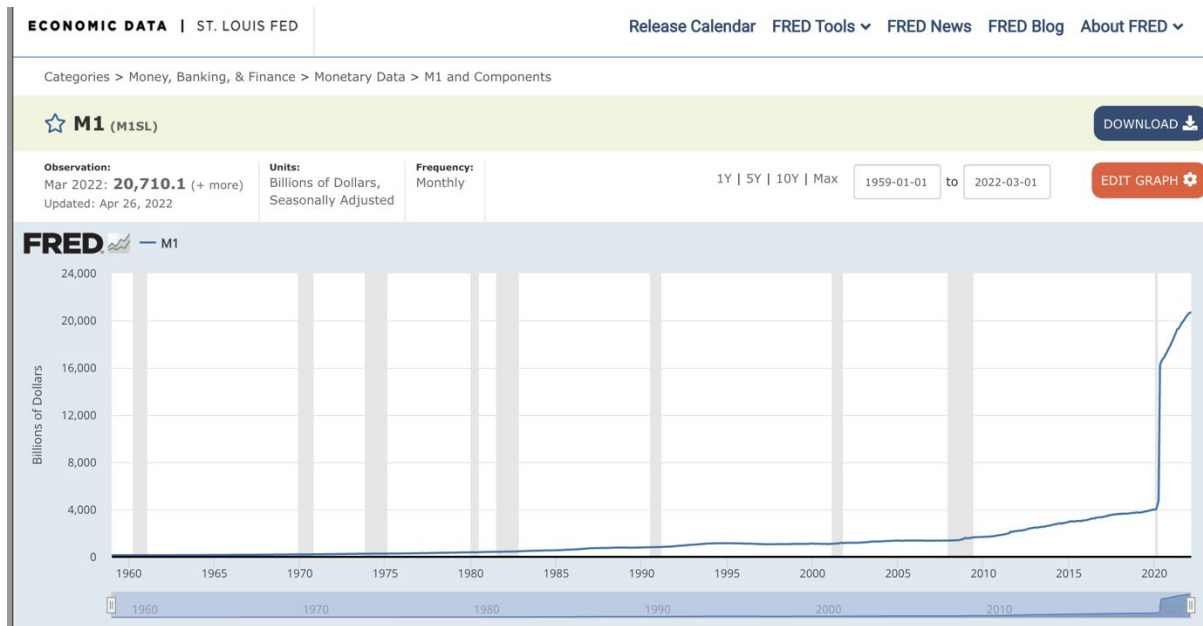 ECONOMIC DATA | ST. LOUIS FED
Release Calendar FRED Tools FRED News FRED Blog About FRED
Categories > Money, Banking, & Finance > Monetary Data > M1 and Components
M1 (M1SL)
DOWNLOAD
Observation:
Mar 2022: 20,710.1 (+ more)
Updated: Apr 26, 2022
Units:
Billions of Dollars,
Seasonally Adjusted
Frequency:
Monthly
1Y | 5Y | 10Y | Max
1959-01-01 to 2022-03-01
EDIT GRAPH
FRED — M1
24,000
20,000
16,000
12,000
8,000
4,000
0
Billions of Dollars
1960 1965 1970 1975 1980 1985 1990 1995 2000 2005 2010 2015 2020
1960 1970 1980 1990 2000 2010 2020